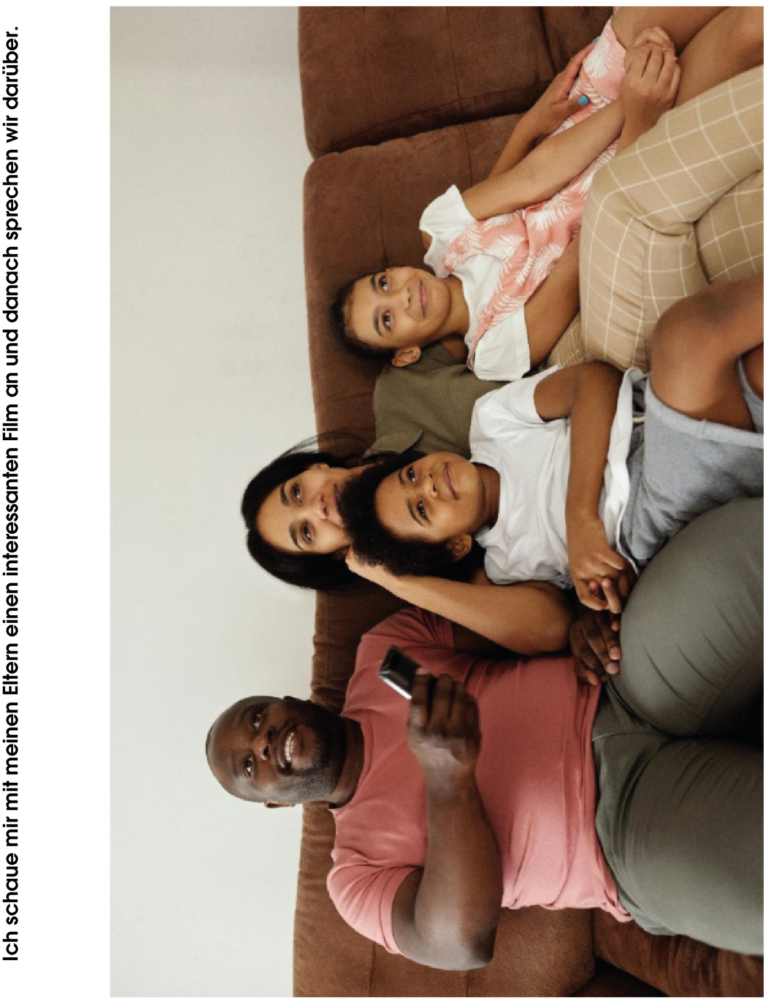 Ich schaue mir mit meinen Eltern einen interessanten Film an und danach sprechen wir darüber.